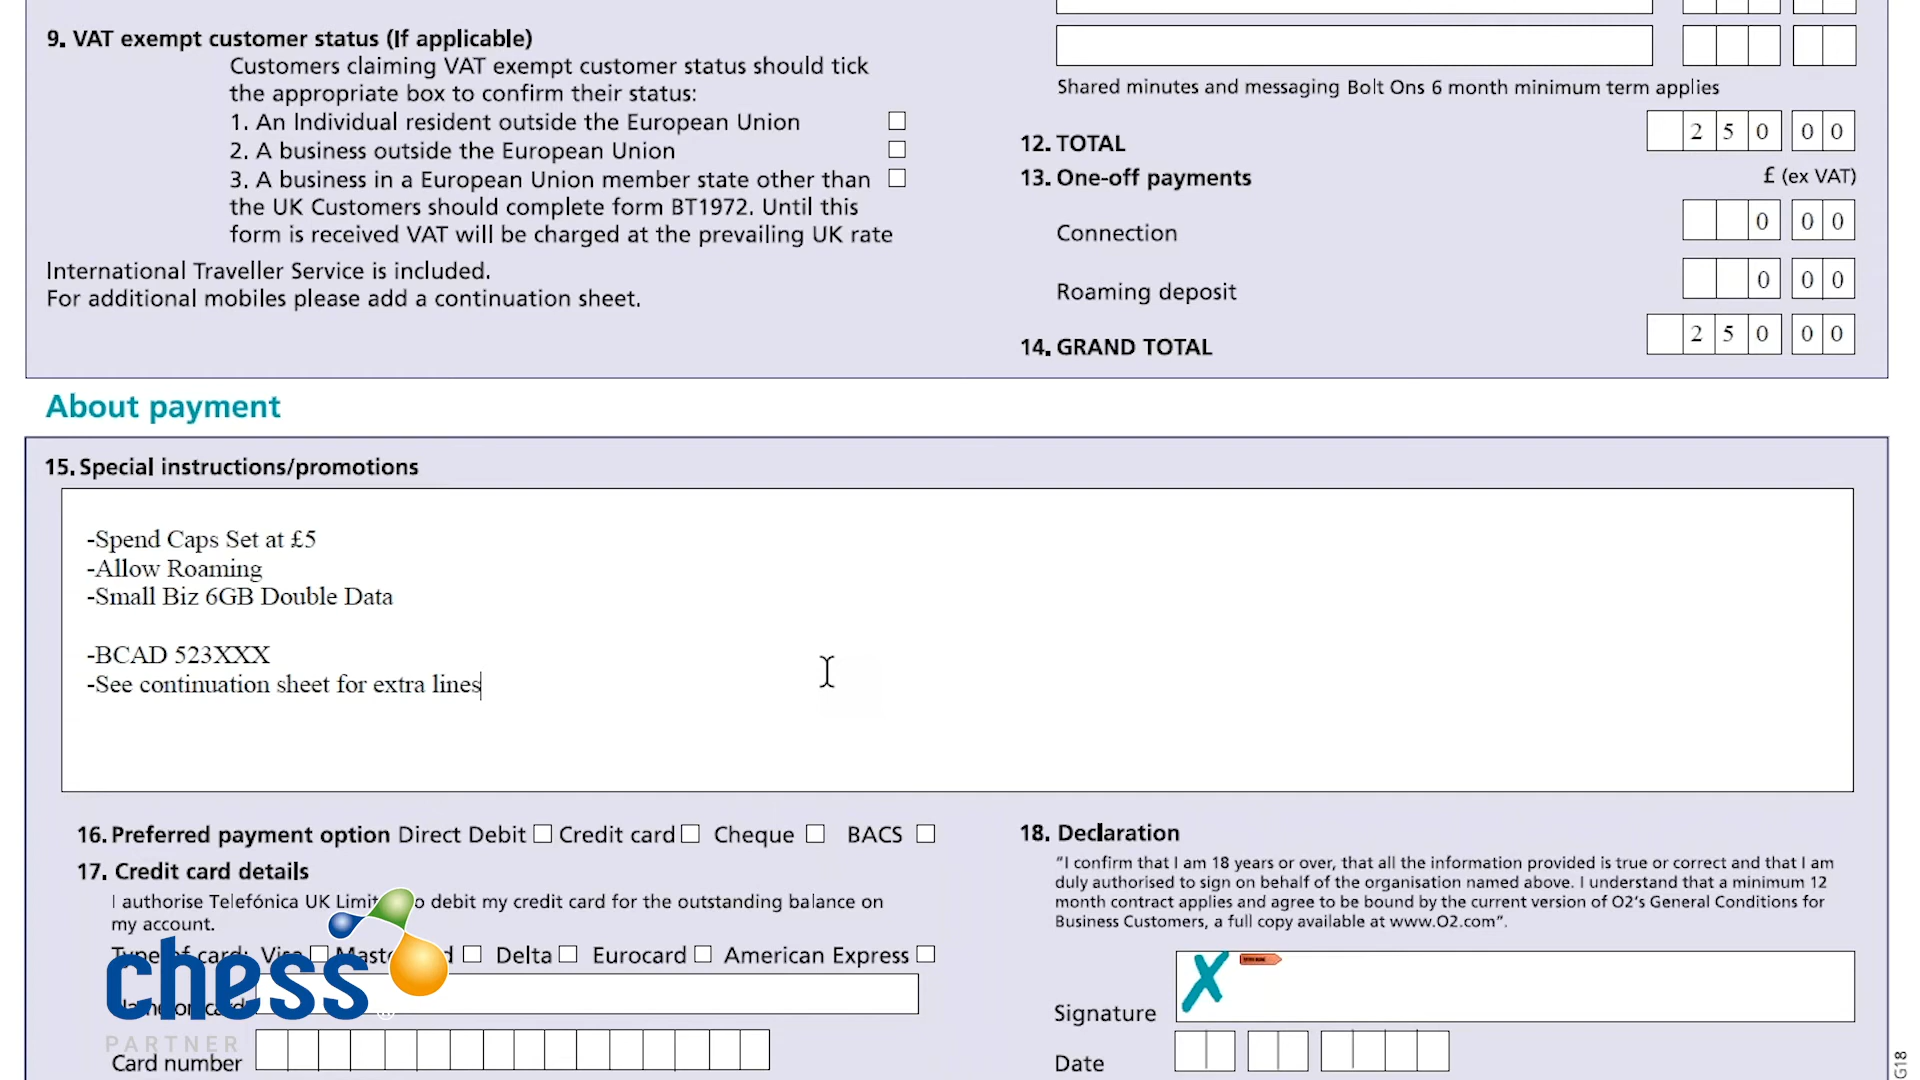 9. VAT exempt customer status (If applicable)
Customers claiming VAT exempt customer status should tick
the appropriate box to confirm their status:
1. An Individual resident outside the European Union
2. A business outside the European Union
3. A business in a European Union member state other than
the UK Customers should complete form BT1972. Until this
form is received VAT will be charged at the prevailing UK rate
International Traveller Service is included.
For additional mobiles please add a continuation sheet.
Shared minutes and messaging Bolt Ons 6 month minimum term applies
12. TOTAL 2 5 0 0 0
13. One-off payments £ (ex VAT)
Connection 0 0 0
Roaming deposit 0 0 0
14. GRAND TOTAL 2 5 0 0 0
About payment
15. Special instructions/promotions
-Spend Caps Set at £5
-Allow Roaming
-Small Biz 6GB Double Data
-BCAD 523XXX
-See continuation sheet for extra lines
16. Preferred payment option Direct Debit Credit card Cheque BACS
17. Credit card details
I authorise Telefónica UK Limit o debit my credit card for the outstanding balance on
my account.
Type of card: Visa Master d Delta Eurocard American Express
Name on card
Card number
chess
PARTNER
18. Declaration
“I confirm that I am 18 years or over, that all the information provided is true or correct and that I am
duly authorised to sign on behalf of the organisation named above. I understand that a minimum 12
month contract applies and agree to be bound by the current version of O2’s General Conditions for
Business Customers, a full copy available at www.O2.com”.
X
Signature
Date
G18